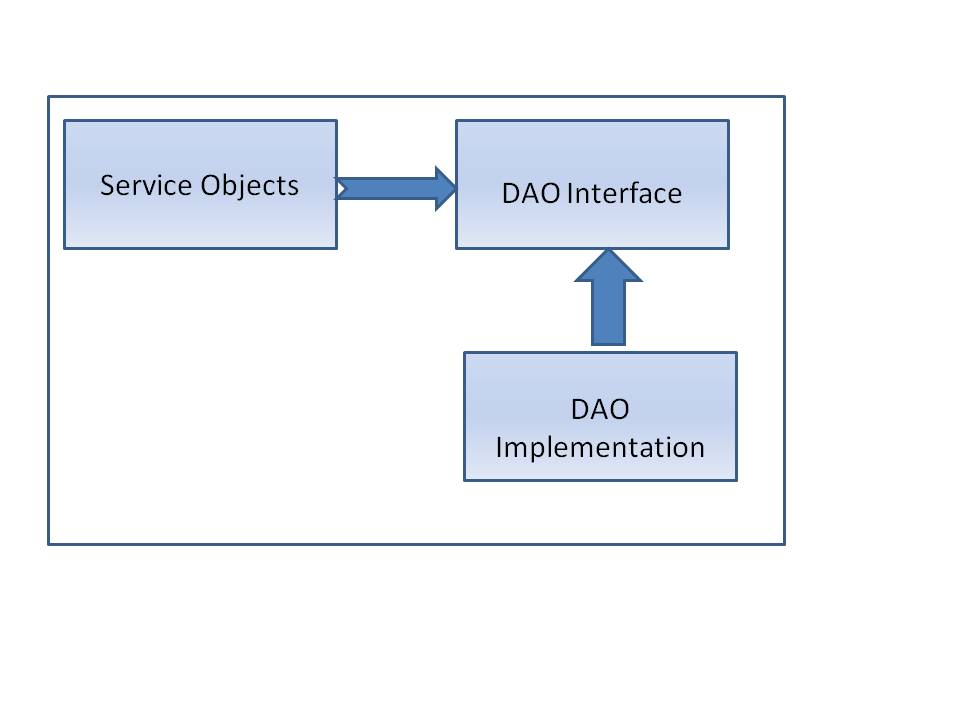 Service Objects
DAO Interface
DAO
Implementation